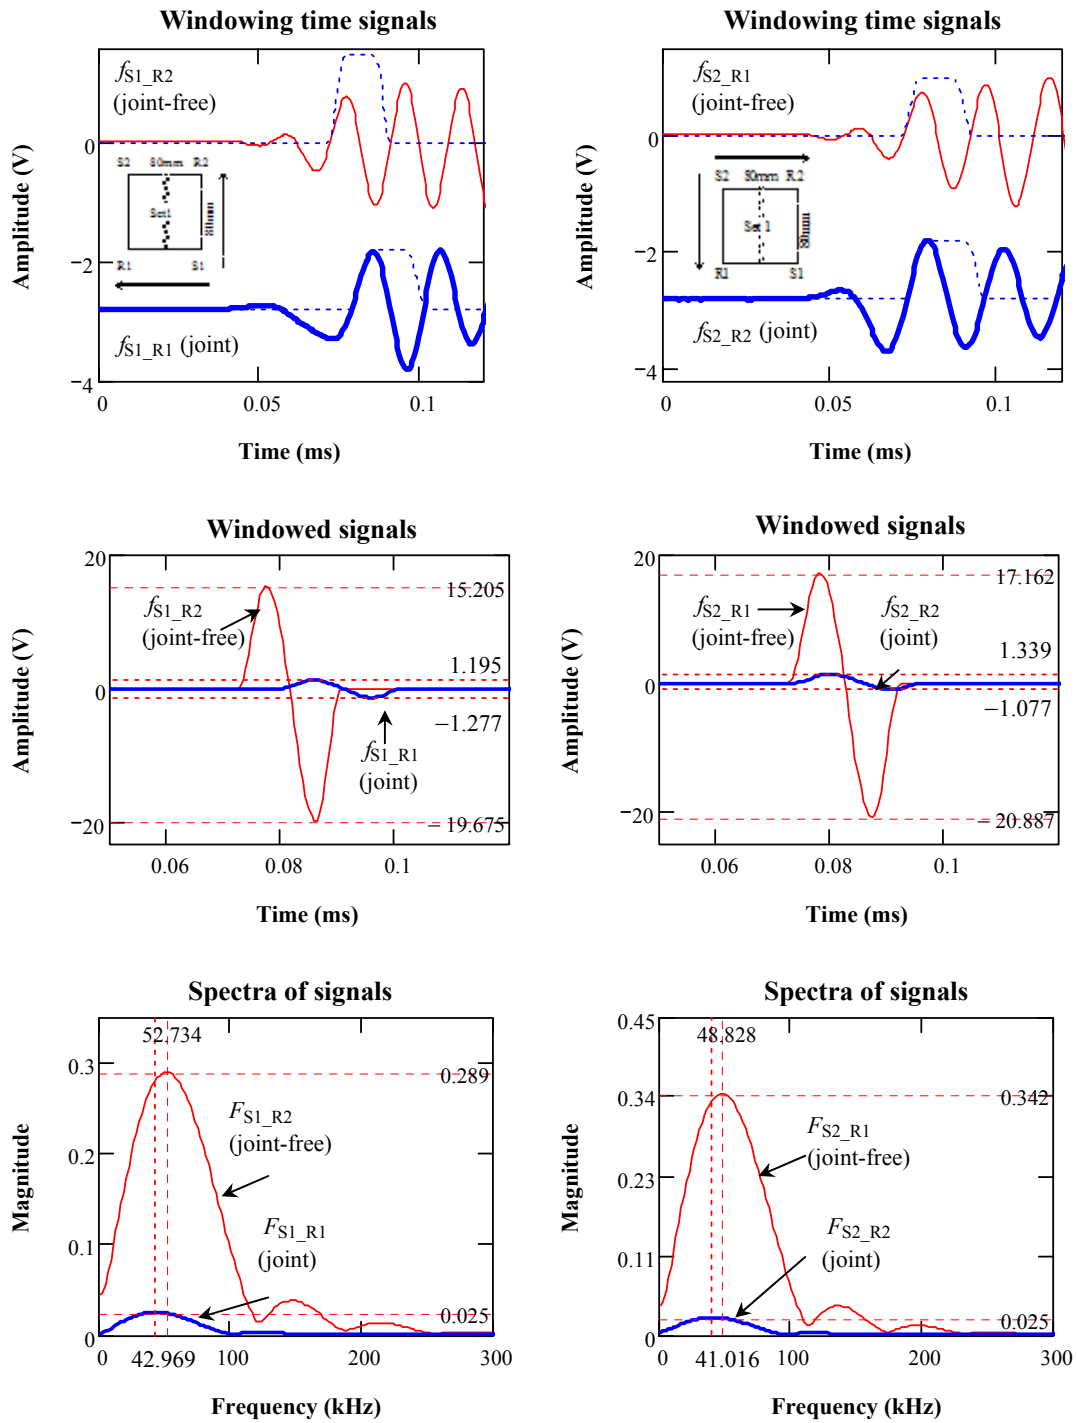 Windowing time signals
fS1_R2
(joint-free)
0
S2 80mm R2
Set1
80mm
R1 S1
−2
fS1_R1 (joint)
−4
0 0.05 0.1
Amplitude (V)
Time (ms)
Windowing time signals
fS2_R1
(joint-free)
0
S2 80mm R2
Set 1
80mm
R1 S1
−2
fS2_R2 (joint)
−4
0 0.05 0.1
Amplitude (V)
Time (ms)
Windowed signals
20
15.205
fS1_R2
(joint-free)
1.195
0
−1.277
fS1_R1
(joint)
−19.675
−20
0.06 0.08 0.1
Amplitude (V)
Time (ms)
Windowed signals
20
17.162
fS2_R1
(joint-free)
fS2_R2
(joint)
1.339
0
−1.077
−20.887
−20
0.06 0.08 0.1
Amplitude (V)
Time (ms)
Spectra of signals
52.734
0.3
0.289
FS1_R2
(joint-free)
0.2
0.1
FS1_R1
(joint)
0.025
0
0 42.969 100 200 300
Magnitude
Frequency (kHz)
Spectra of signals
0.45
48.828
0.34
0.342
FS2_R1
(joint-free)
0.23
FS2_R2
(joint)
0.11
0.025
0
0 41.016 100 200 300
Magnitude
Frequency (kHz)